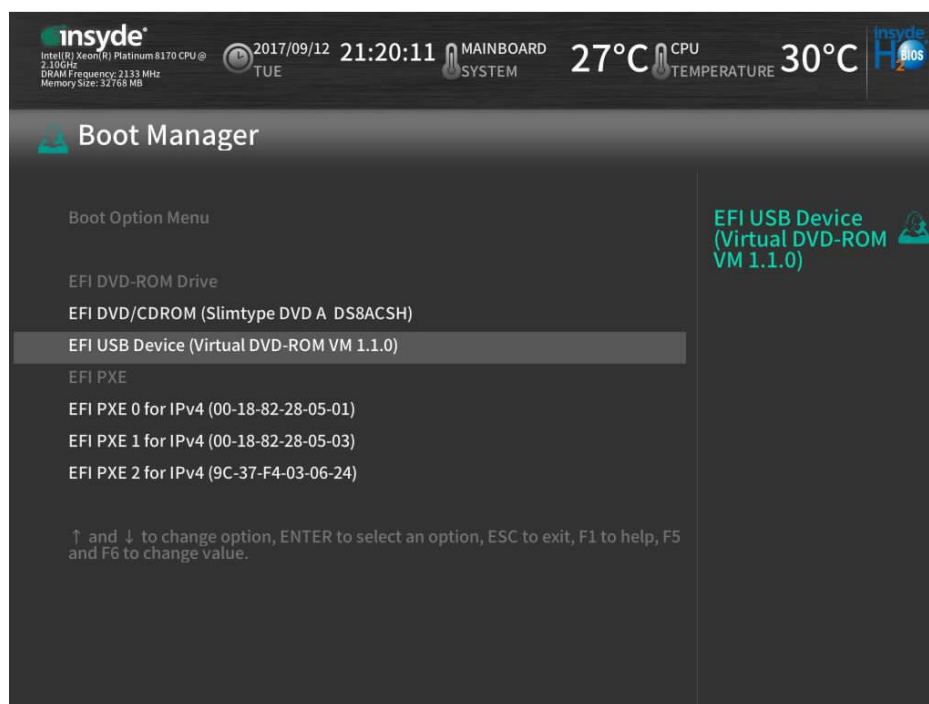 insyde®
Intel(R) Xeon(R) Platinum 8170 CPU @
2.10GHz
DRAM Frequency: 2133 MHz
Memory Size: 32768 MB
2017/09/12
TUE
21:20:11
MAINBOARD
SYSTEM
27°C
CPU
TEMPERATURE
30°C
insyde
H2 BIOS
Boot Manager
Boot Option Menu
EFI DVD-ROM Drive
EFI DVD/CDROM (Slimtype DVD A  DS8ACSH)
EFI USB Device (Virtual DVD-ROM VM 1.1.0)
EFI PXE
EFI PXE 0 for IPv4 (00-18-82-28-05-01)
EFI PXE 1 for IPv4 (00-18-82-28-05-03)
EFI PXE 2 for IPv4 (9C-37-F4-03-06-24)
↑ and ↓ to change option, ENTER to select an option, ESC to exit, F1 to help, F5
and F6 to change value.
EFI USB Device
(Virtual DVD-ROM
VM 1.1.0)